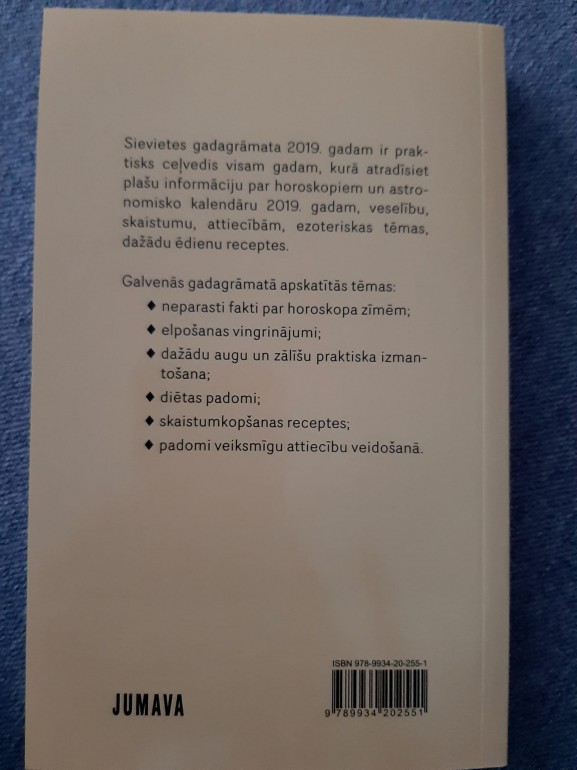 Sievietes gadagrāmata 2019. gadam ir prak-
tisks ceļvedis visam gadam, kurā atradīsiet
plašu informāciju par horoskopiem un astro-
nomisko kalendāru 2019. gadam, veselību,
skaistumu, attiecībām, ezoteriskas tēmas,
dažādu ēdienu receptes.
Galvenās gadagrāmatā apskatītās tēmas:
♦ neparasti fakti par horoskopa zīmēm;
♦ elpošanas vingrinājumi;
♦ dažādu augu un zālīšu praktiska izman-
tošana;
♦ diētas padomi;
♦ skaistumkopšanas receptes;
♦ padomi veiksmīgu attiecību veidošanā.
ISBN 978-9934-20-255-1
9 789934 202551
JUMAVA